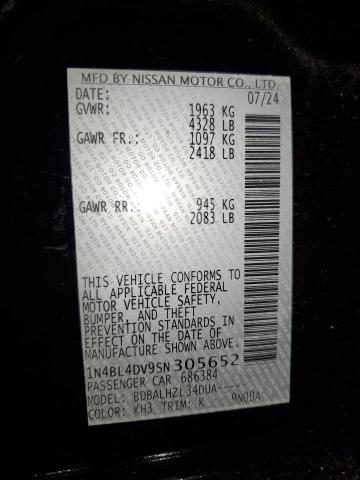 MFD BY NISSAN MOTOR CO., LTD.
DATE: 07/24
GVWR: 1963 KG
4328 LB
GAWR FR.: 1097 KG
2418 LB
GAWR RR.: 945 KG
2083 LB
THIS VEHICLE CONFORMS TO
ALL APPLICABLE FEDERAL
MOTOR VEHICLE SAFETY,
BUMPER, AND THEFT
PREVENTION STANDARDS IN
EFFECT ON THE DATE OF
MANUFACTURE SHOWN ABOVE.
1N4BL4DV9SN305652
PASSENGER CAR 686384
MODEL: BDBALHZL34DUA-----
COLOR: KH3 TRIM: K 9N00A